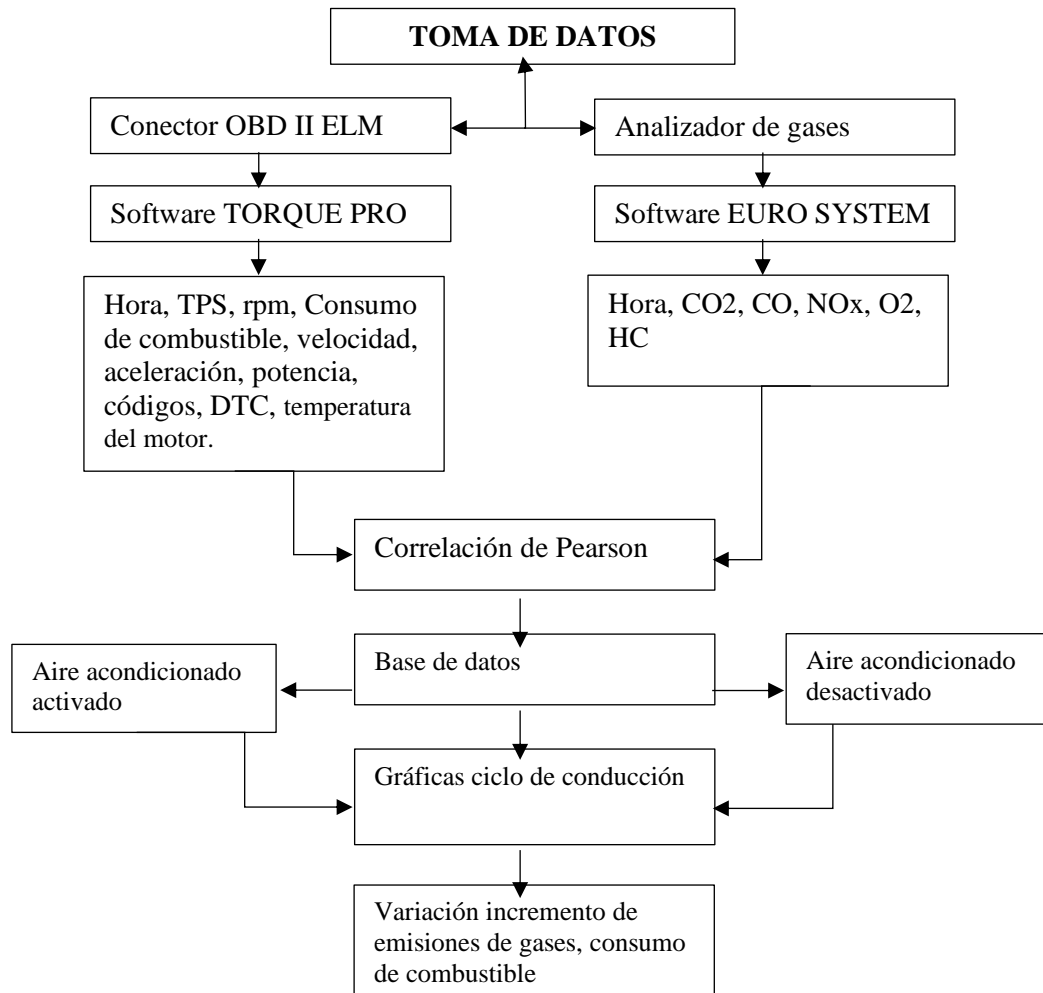 TOMA DE DATOS
Conector OBD II ELM
Analizador de gases
Software TORQUE PRO
Software EURO SYSTEM
Hora, TPS, rpm, Consumo
de combustible, velocidad,
aceleración, potencia,
códigos, DTC, temperatura
del motor.
Hora, CO2, CO, NOx, O2,
HC
Correlación de Pearson
Base de datos
Aire acondicionado
activado
Aire acondicionado
desactivado
Gráficas ciclo de conducción
Variación incremento de
emisiones de gases, consumo
de combustible